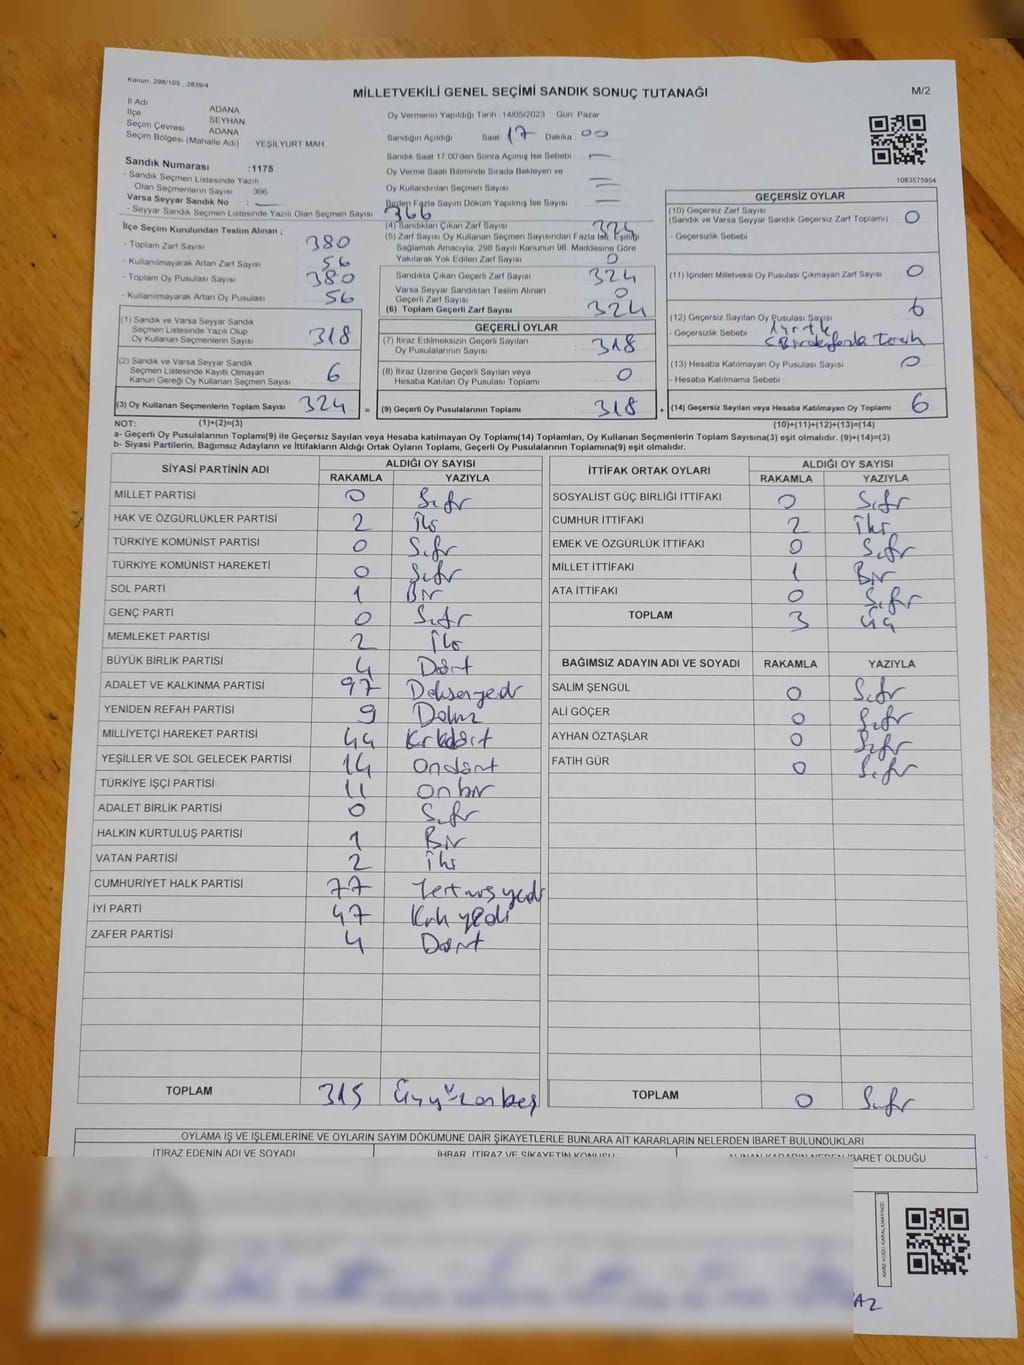 Kanun. 298/105 , 2839/4
MİLLETVEKİLİ GENEL SEÇİMİ SANDIK SONUÇ TUTANAĞI
M/2
İl Adı ADANA
İlçe SEYHAN
Seçim Çevresi ADANA
Seçim Bölgesi (Mahalle Adı) YEŞİLYURT MAH.
Sandık Numarası :1175
- Sandık Seçmen Listesinde Yazılı
Olan Seçmenlerin Sayısı 366
Varsa Seyyar Sandık No :
- Seyyar Sandık Seçmen Listesinde Yazılı Olan Seçmen Sayısı 366
İlçe Seçim Kurulundan Teslim Alınan ;
- Toplam Zarf Sayısı 380
- Kullanılmayarak Artan Zarf Sayısı 56
- Toplam Oy Pusulası Sayısı 380
- Kullanılmayarak Artan Oy Pusulası 56
(1) Sandık ve Varsa Seyyar Sandık
Seçmen Listesinde Yazılı Olup
Oy Kullanan Seçmenlerin Sayısı 318
(2) Sandık ve Varsa Seyyar Sandık
Seçmen Listesinde Kayıtlı Olmayan
Kanun Gereği Oy Kullanan Seçmen Sayısı 6
(3) Oy Kullanan Seçmenlerin Toplam Sayısı 324 =
Oy Vermenin Yapıldığı Tarih : 14/05/2023 Gün: Pazar
Sandığın Açıldığı Saat 17 Dakika 00
Sandık Saat 17.00'den Sonra Açılmış İse Sebebi —
Oy Verme Saati Bitiminde Sırada Bekleyen ve
Oy Kullandırılan Seçmen Sayısı —
Birden Fazla Sayım Döküm Yapılmış İse Sayısı —
(4) Sandıktan Çıkan Zarf Sayısı 324
(5) Zarf Sayısı Oy Kullanan Seçmen Sayısından Fazla İse, Eşitliği
Sağlamak Amacıyla, 298 Sayılı Kanunun 98. Maddesine Göre
Yakılarak Yok Edilen Zarf Sayısı 0
Sandıkta Çıkan Geçerli Zarf Sayısı 324
Varsa Seyyar Sandıktan Teslim Alınan
Geçerli Zarf Sayısı 0
(6) Toplam Geçerli Zarf Sayısı 324
GEÇERLİ OYLAR
(7) İtiraz Edilmeksizin Geçerli Sayılan
Oy Pusulalarının Sayısı 318
(8) İtiraz Üzerine Geçerli Sayılan veya
Hesaba Katılan Oy Pusulası Toplamı 0
(9) Geçerli Oy Pusulalarının Toplamı 318 +
1083575954
GEÇERSİZ OYLAR
(10) Geçersiz Zarf Sayısı
(Sandık ve Varsa Seyyar Sandık Geçersiz Zarf Toplamı) 0
- Geçersizlik Sebebi
(11) İçinden Milletvekili Oy Pusulası Çıkmayan Zarf Sayısı 0
(12) Geçersiz Sayılan Oy Pusulası Sayısı 6
- Geçersizlik Sebebi
(13) Hesaba Katılmayan Oy Pusulası Sayısı 0
- Hesaba Katılmama Sebebi
(14) Geçersiz Sayılan veya Hesaba Katılmayan Oy Toplamı 6
NOT: (1)+(2)=(3) (10)+(11)+(12)+(13)=(14)
a- Geçerli Oy Pusulalarının Toplamı(9) ile Geçersiz Sayılan veya Hesaba katılmayan Oy Toplamı(14) Toplamları, Oy Kullanan Seçmenlerin Toplam Sayısına(3) eşit olmalıdır. (9)+(14)=(3)
b- Siyasi Partilerin, Bağımsız Adayların ve İttifakların Aldığı Ortak Oyların Toplamı, Geçerli Oy Pusulalarının Toplamına(9) eşit olmalıdır.
SİYASİ PARTİNİN ADI ALDIĞI OY SAYISI
RAKAMLA YAZIYLA
MİLLET PARTİSİ 0 Sıfır
HAK VE ÖZGÜRLÜKLER PARTİSİ 2 İki
TÜRKİYE KOMÜNİST PARTİSİ 0 Sıfır
TÜRKİYE KOMÜNİST HAREKETİ 0 Sıfır
SOL PARTİ 1 Bir
GENÇ PARTİ 0 Sıfır
MEMLEKET PARTİSİ 2 İki
BÜYÜK BİRLİK PARTİSİ 4 Dört
ADALET VE KALKINMA PARTİSİ 97 Doksanyedi
YENİDEN REFAH PARTİSİ 9 Dokuz
MİLLİYETÇİ HAREKET PARTİSİ 44 Kırkdört
YEŞİLLER VE SOL GELECEK PARTİSİ 14 Ondört
TÜRKİYE İŞÇİ PARTİSİ 11 onbir
ADALET BİRLİK PARTİSİ 0 Sıfır
HALKIN KURTULUŞ PARTİSİ 1 Bir
VATAN PARTİSİ 2 İki
CUMHURİYET HALK PARTİSİ 77 Yetmiş yedi
İYİ PARTİ 47 Kırk yedi
ZAFER PARTİSİ 4 Dört
TOPLAM 315 Üçyüzonbeş
İTTİFAK ORTAK OYLARI ALDIĞI OY SAYISI
RAKAMLA YAZIYLA
SOSYALİST GÜÇ BİRLİĞİ İTTİFAKI 0 Sıfır
CUMHUR İTTİFAKI 2 İki
EMEK VE ÖZGÜRLÜK İTTİFAKI 0 Sıfır
MİLLET İTTİFAKI 1 Bir
ATA İTTİFAKI 0 Sıfır
TOPLAM 3 Üç
BAĞIMSIZ ADAYIN ADI VE SOYADI RAKAMLA YAZIYLA
SALİM ŞENGÜL 0 Sıfır
ALİ GÖÇER 0 Sıfır
AYHAN ÖZTAŞLAR 0 Sıfır
FATİH GÜR 0 Sıfır
TOPLAM 0 Sıfır
OYLAMA İŞ VE İŞLEMLERİNE VE OYLARIN SAYIM DÖKÜMÜNE DAİR ŞİKAYETLERLE BUNLARA AİT KARARLARIN NELERDEN İBARET BULUNDUKLARI
İTİRAZ EDENİN ADI VE SOYADI İHBAR, İTİRAZ VE ŞİKAYETİN KONUSU ALINAN KARARIN NEDEN İBARET OLDUĞU